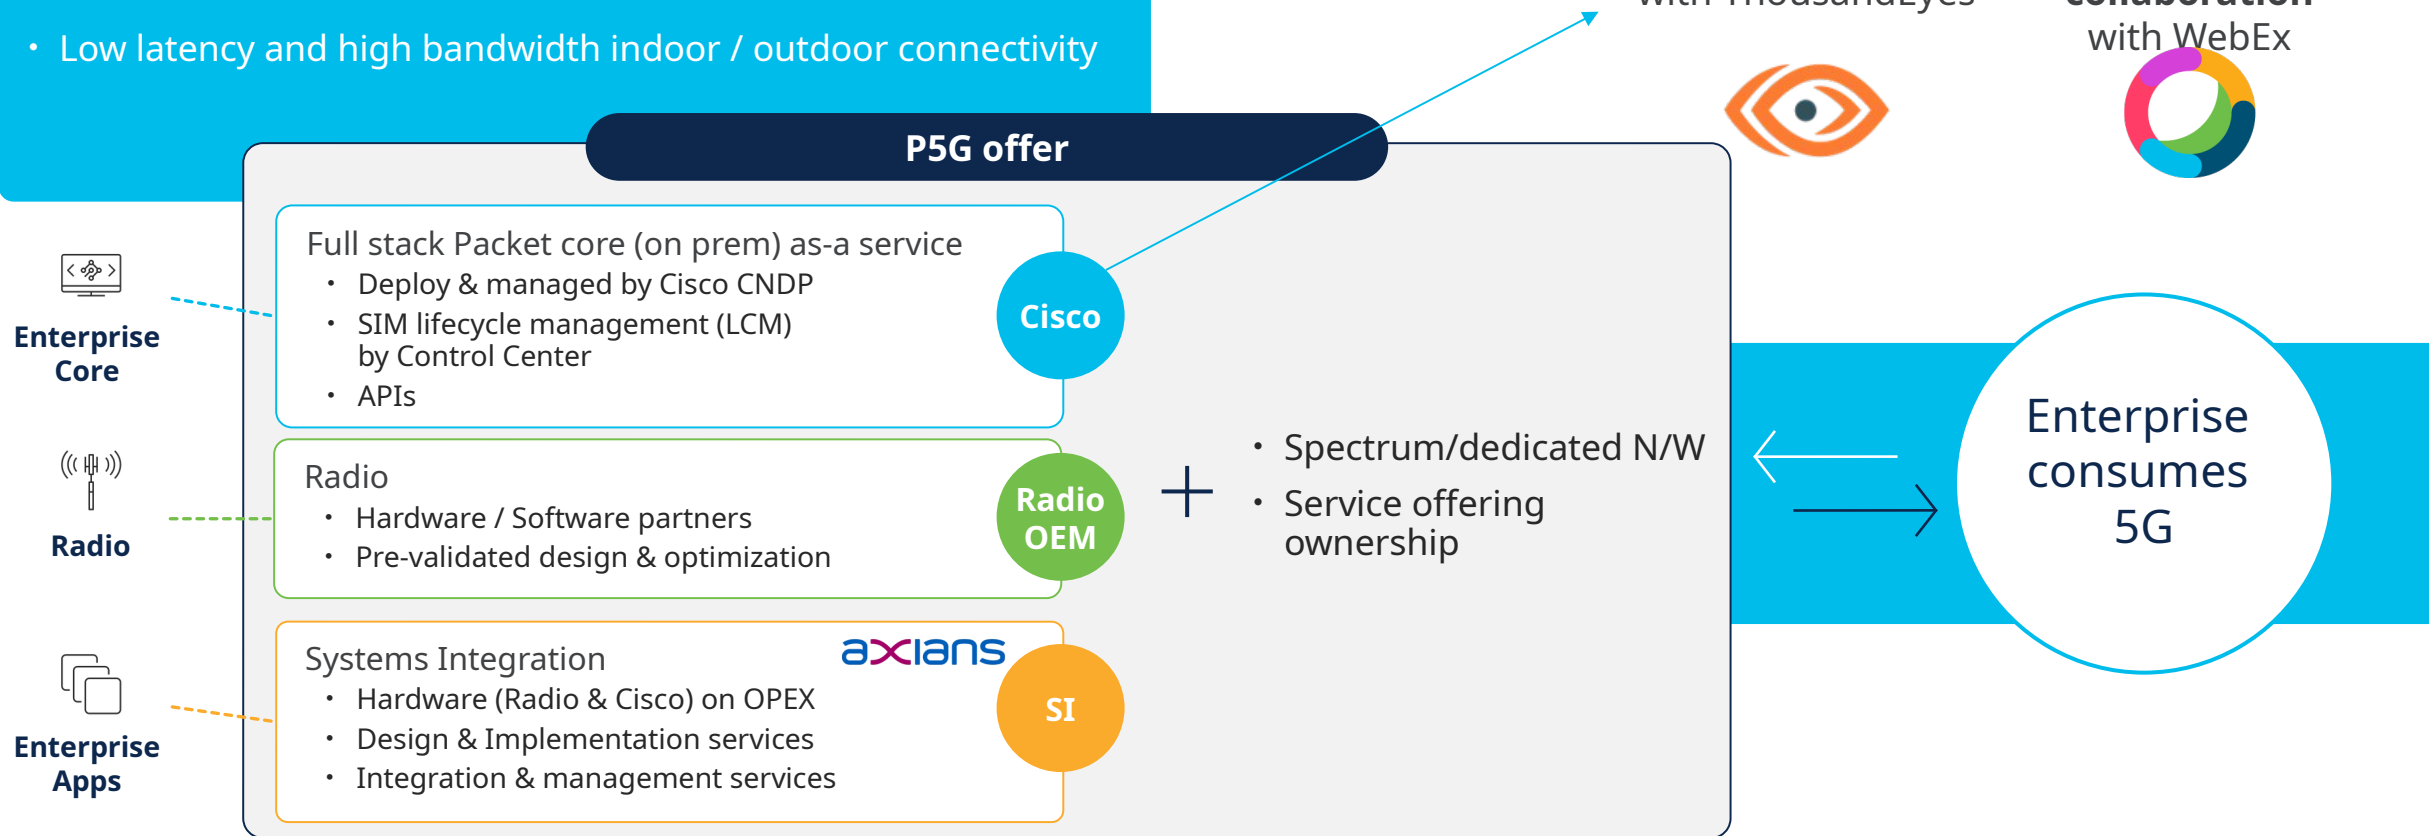 • Low latency and high bandwidth indoor / outdoor connectivity
with ThousandEyes
collaboration
with WebEx
P5G offer
Enterprise
Core
Full stack Packet core (on prem) as-a service
• Deploy & managed by Cisco CNDP
• SIM lifecycle management (LCM)
by Control Center
• APIs
Cisco
Radio
Radio
• Hardware / Software partners
• Pre-validated design & optimization
Radio
OEM
Enterprise
Apps
Systems Integration
axians
• Hardware (Radio & Cisco) on OPEX
• Design & Implementation services
• Integration & management services
SI
• Spectrum/dedicated N/W
• Service offering
ownership
Enterprise
consumes
5G